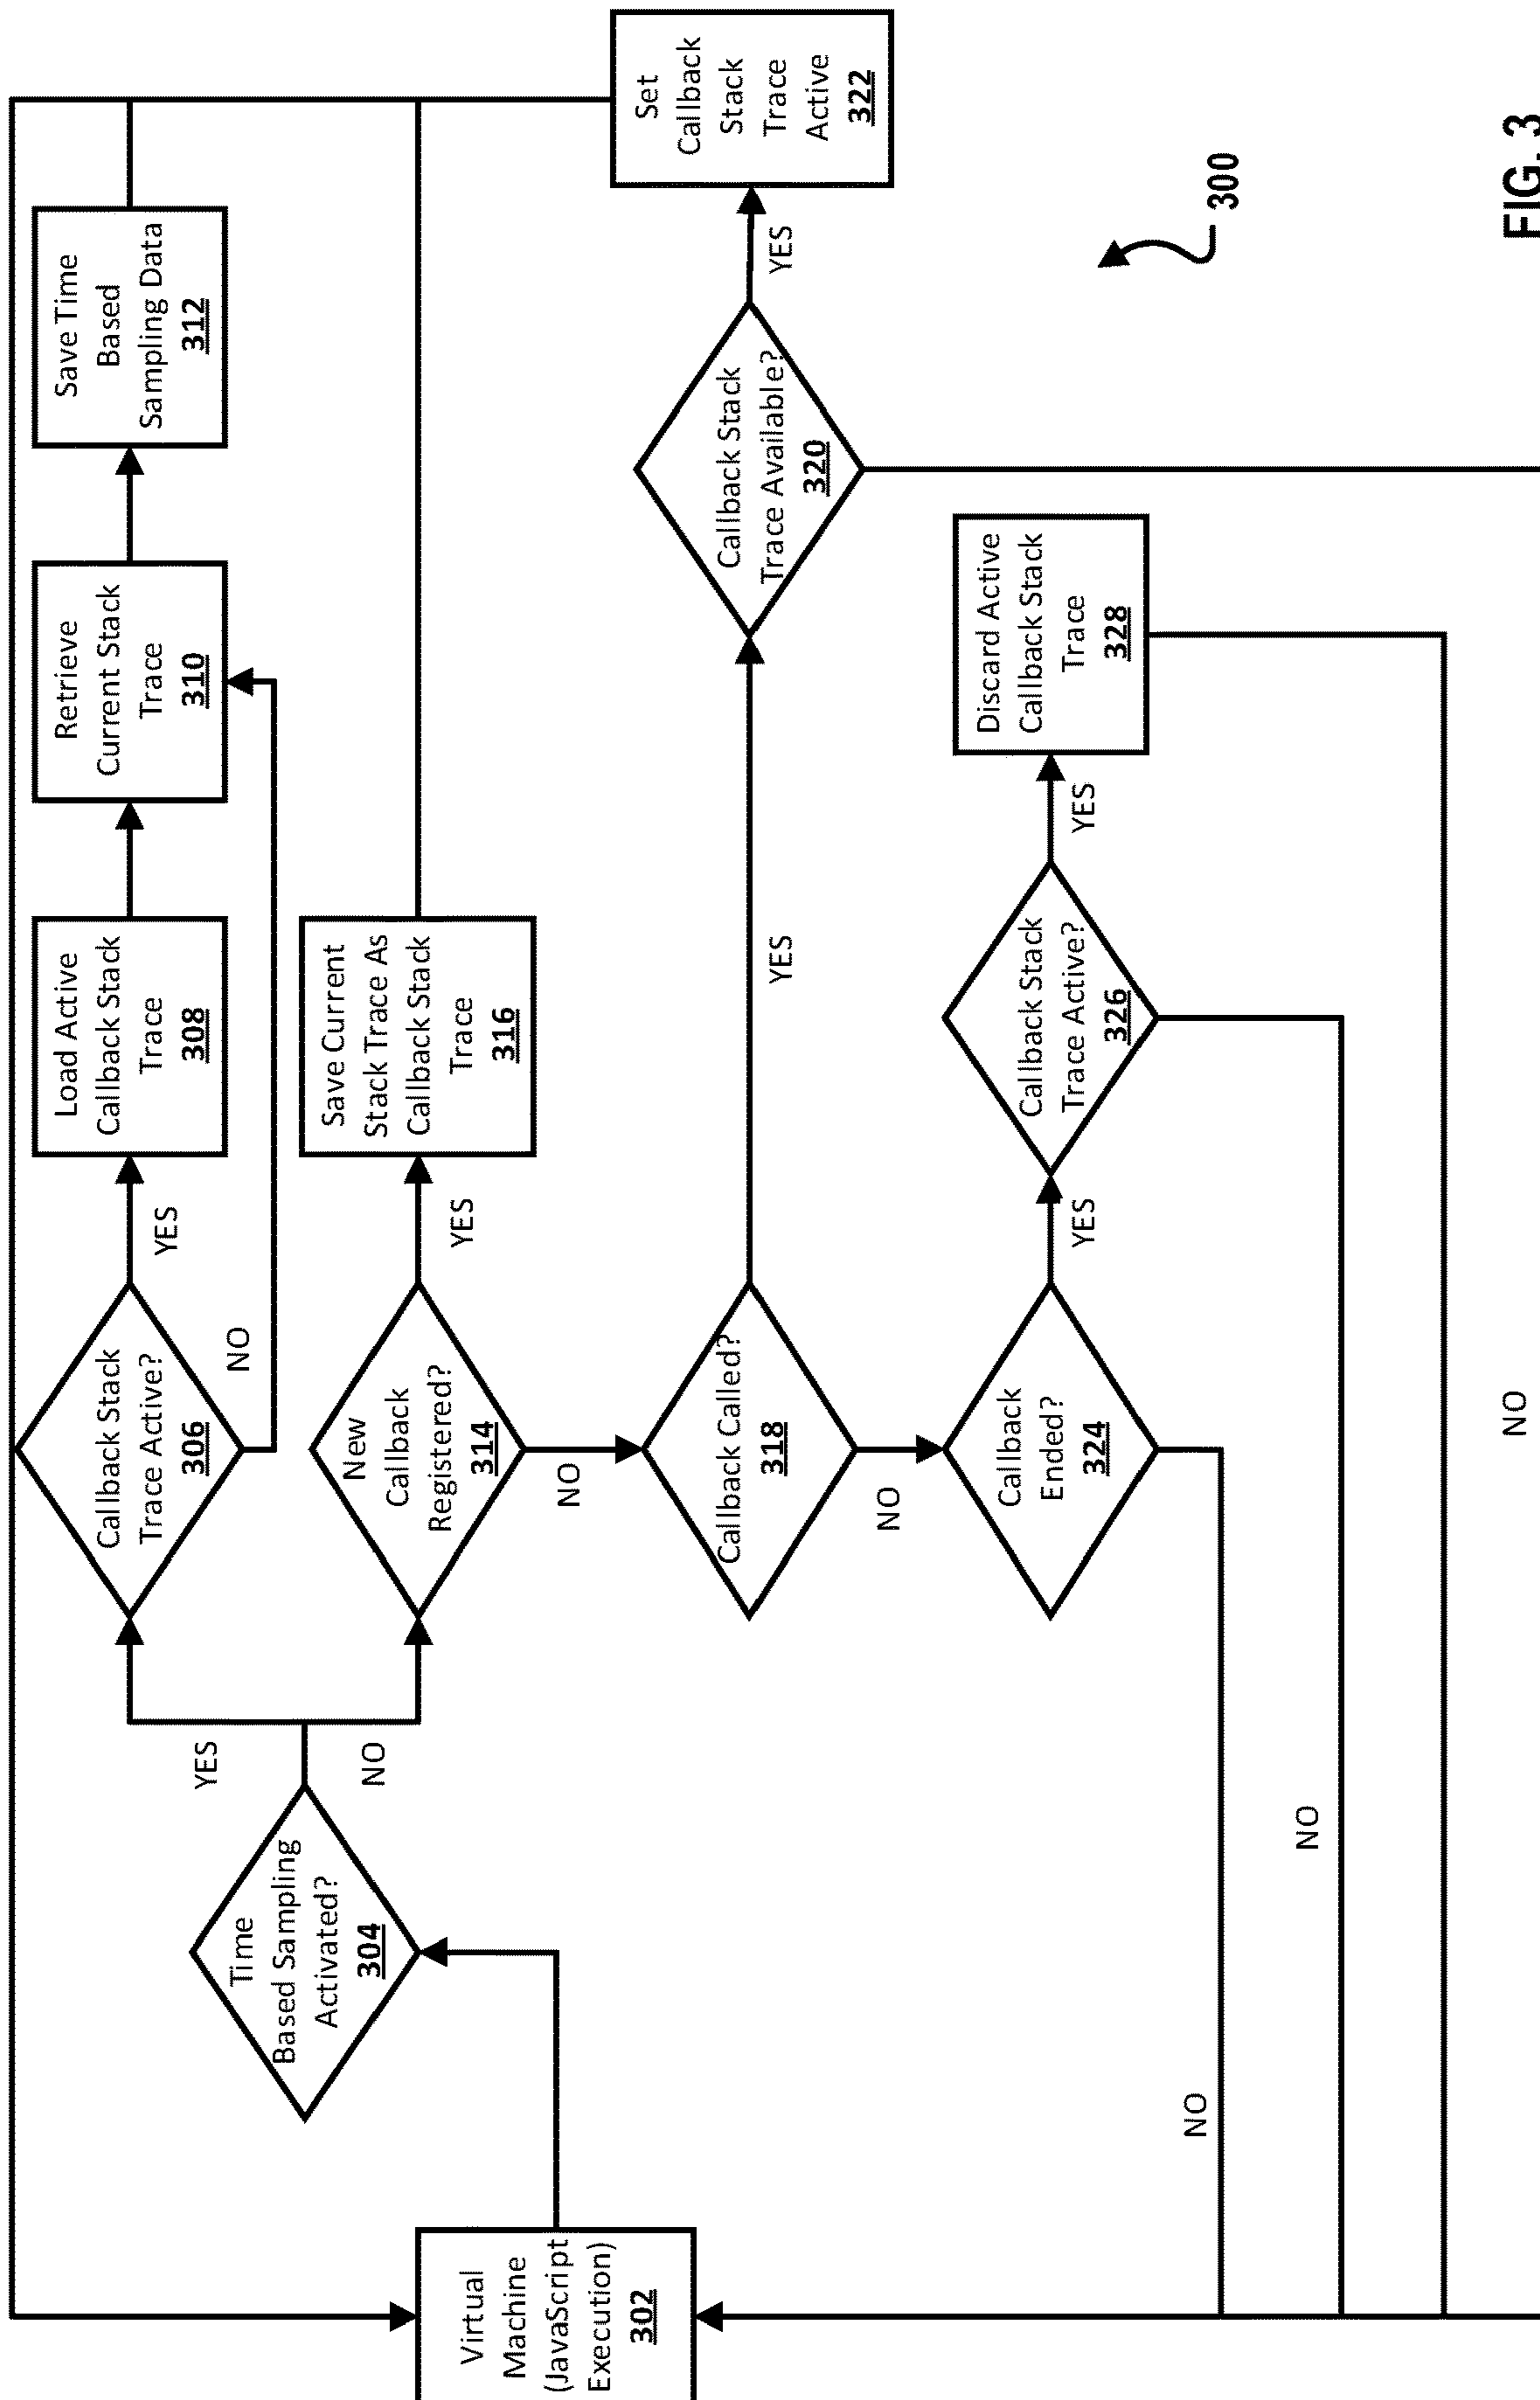 Virtual
Machine
(JavaScript
Execution)
302
Time
Based Sampling
Activated?
304
YES
NO
Callback Stack
Trace Active?
306
YES
NO
Load Active
Callback Stack
Trace
308
Retrieve
Current Stack
Trace
310
Save Time
Based
Sampling Data
312
New
Callback
Registered?
314
YES
NO
Save Current
Stack Trace As
Callback Stack
Trace
316
Callback Called?
318
YES
NO
Callback Stack
Trace Available?
320
YES
NO
Set
Callback
Stack
Trace
Active
322
Callback
Ended?
324
YES
NO
Callback Stack
Trace Active?
326
YES
NO
Discard Active
Callback Stack
Trace
328
300
FIG. 3